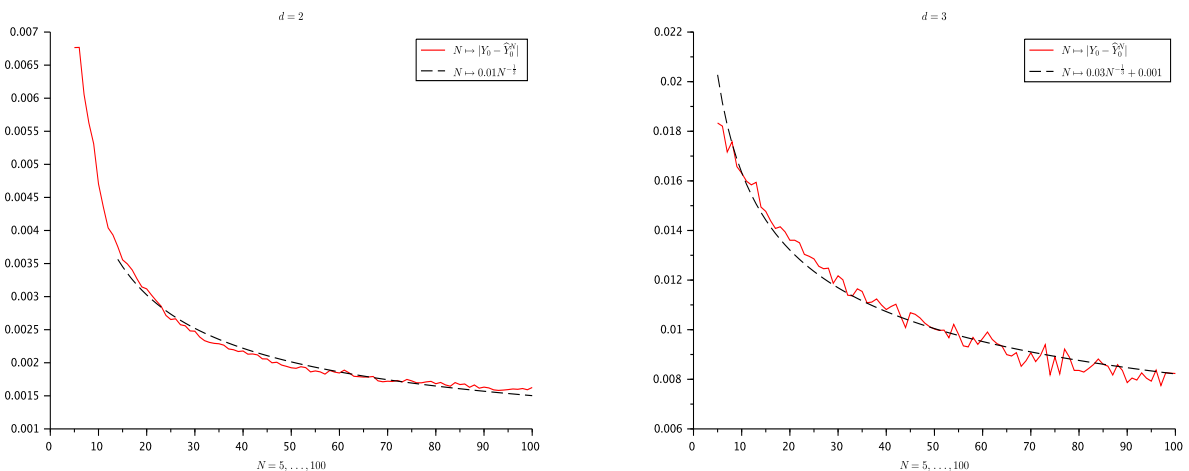 d = 2
0.007
0.0065
0.006
0.0055
0.005
0.0045
0.004
0.0035
0.003
0.0025
0.002
0.0015
0.001
N ↦ |Y₀ − Ŷ₀ᴺ|
N ↦ 0.01N^{−1/2}
0 10 20 30 40 50 60 70 80 90 100
N = 5, . . . , 100
d = 3
0.022
0.02
0.018
0.016
0.014
0.012
0.01
0.008
0.006
N ↦ |Y₀ − Ŷ₀ᴺ|
N ↦ 0.03N^{−1/3} + 0.001
0 10 20 30 40 50 60 70 80 90 100
N = 5, . . . , 100